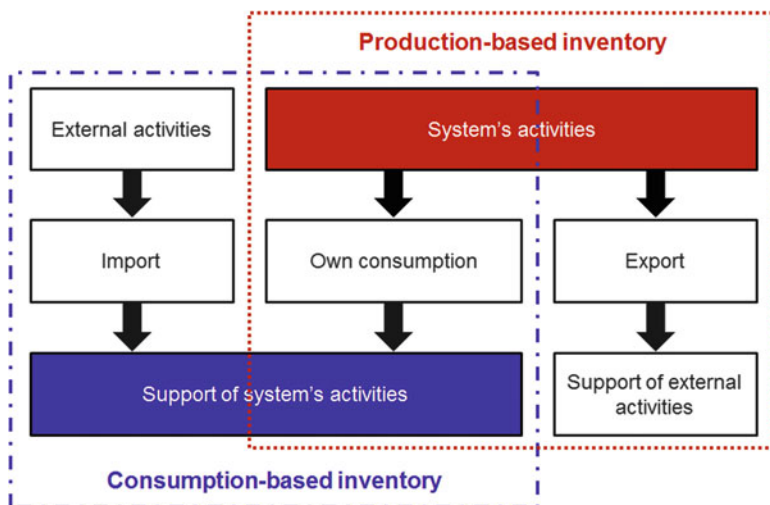 Production-based inventory
External activities
System's activities
Import
Own consumption
Export
Support of system's activities
Support of external
activities
Consumption-based inventory